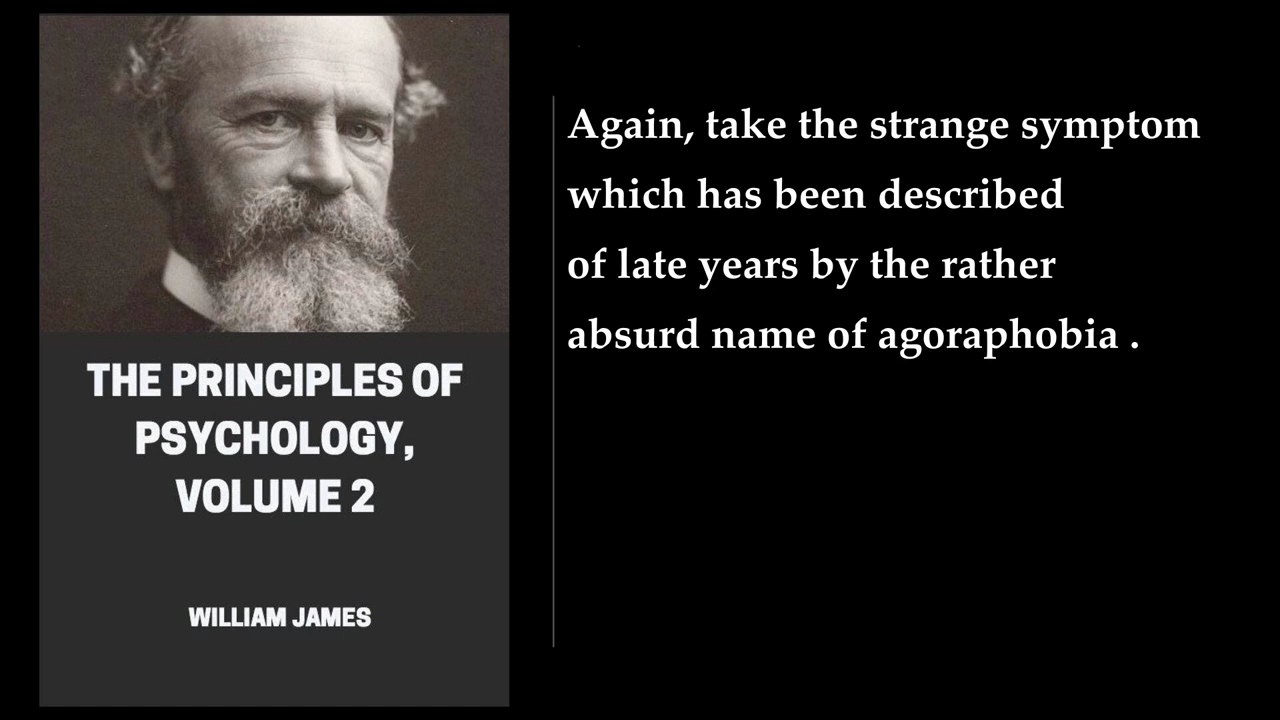 THE PRINCIPLES OF
PSYCHOLOGY,
VOLUME 2
WILLIAM JAMES
Again, take the strange symptom
which has been described
of late years by the rather
absurd name of agoraphobia .